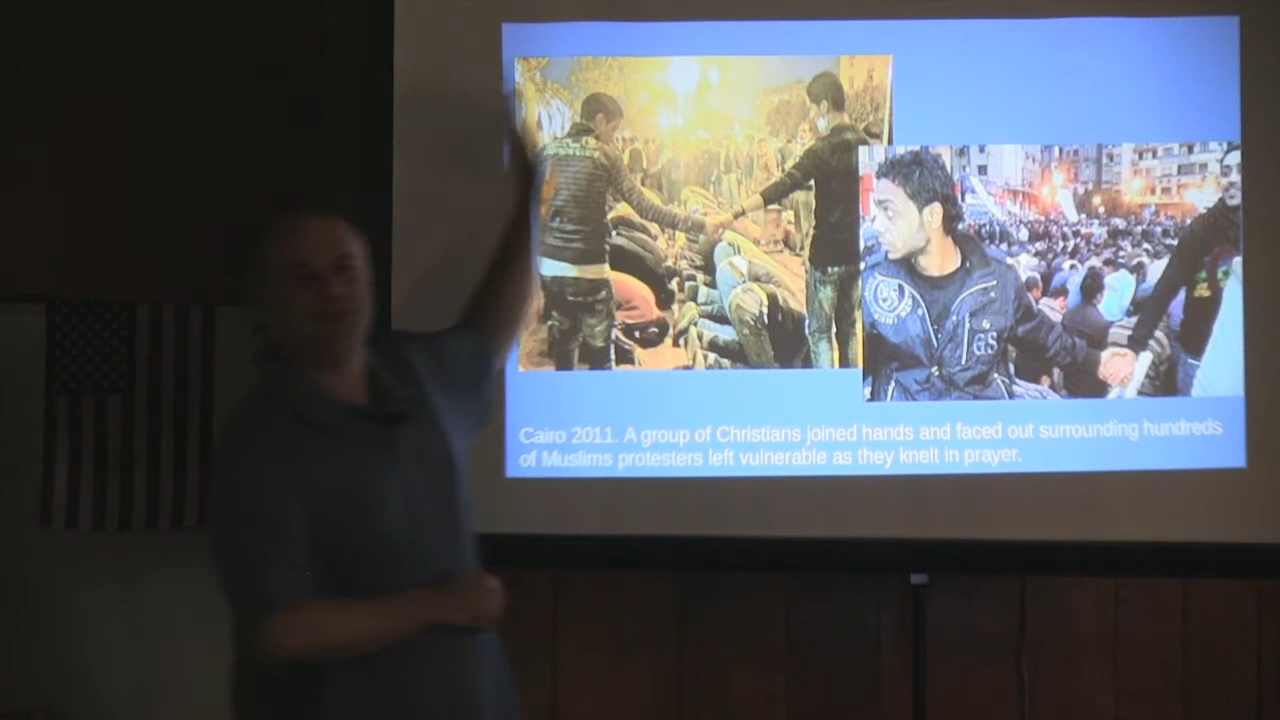 Cairo 2011. A group of Christians joined hands and faced out surrounding hundreds
of Muslims protesters left vulnerable as they knelt in prayer.
GS